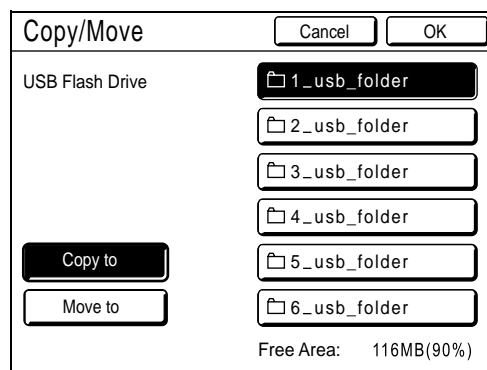 Copy/Move Cancel OK
USB Flash Drive 1_usb_folder
2_usb_folder
3_usb_folder
4_usb_folder
Copy to 5_usb_folder
Move to 6_usb_folder
Free Area: 116MB(90%)